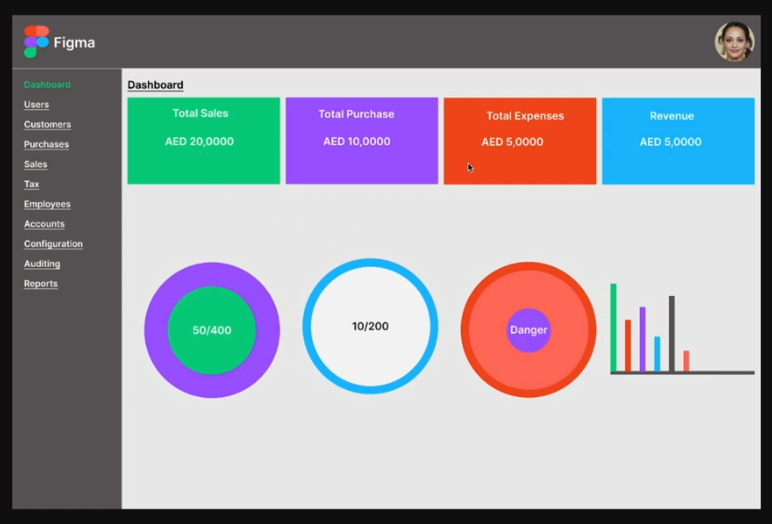 Figma
Dashboard
Users
Customers
Purchases
Sales
Tax
Employees
Accounts
Configuration
Auditing
Reports
Dashboard
Total Sales
AED 20,0000
Total Purchase
AED 10,0000
Total Expenses
AED 5,0000
Revenue
AED 5,0000
50/400
10/200
Danger